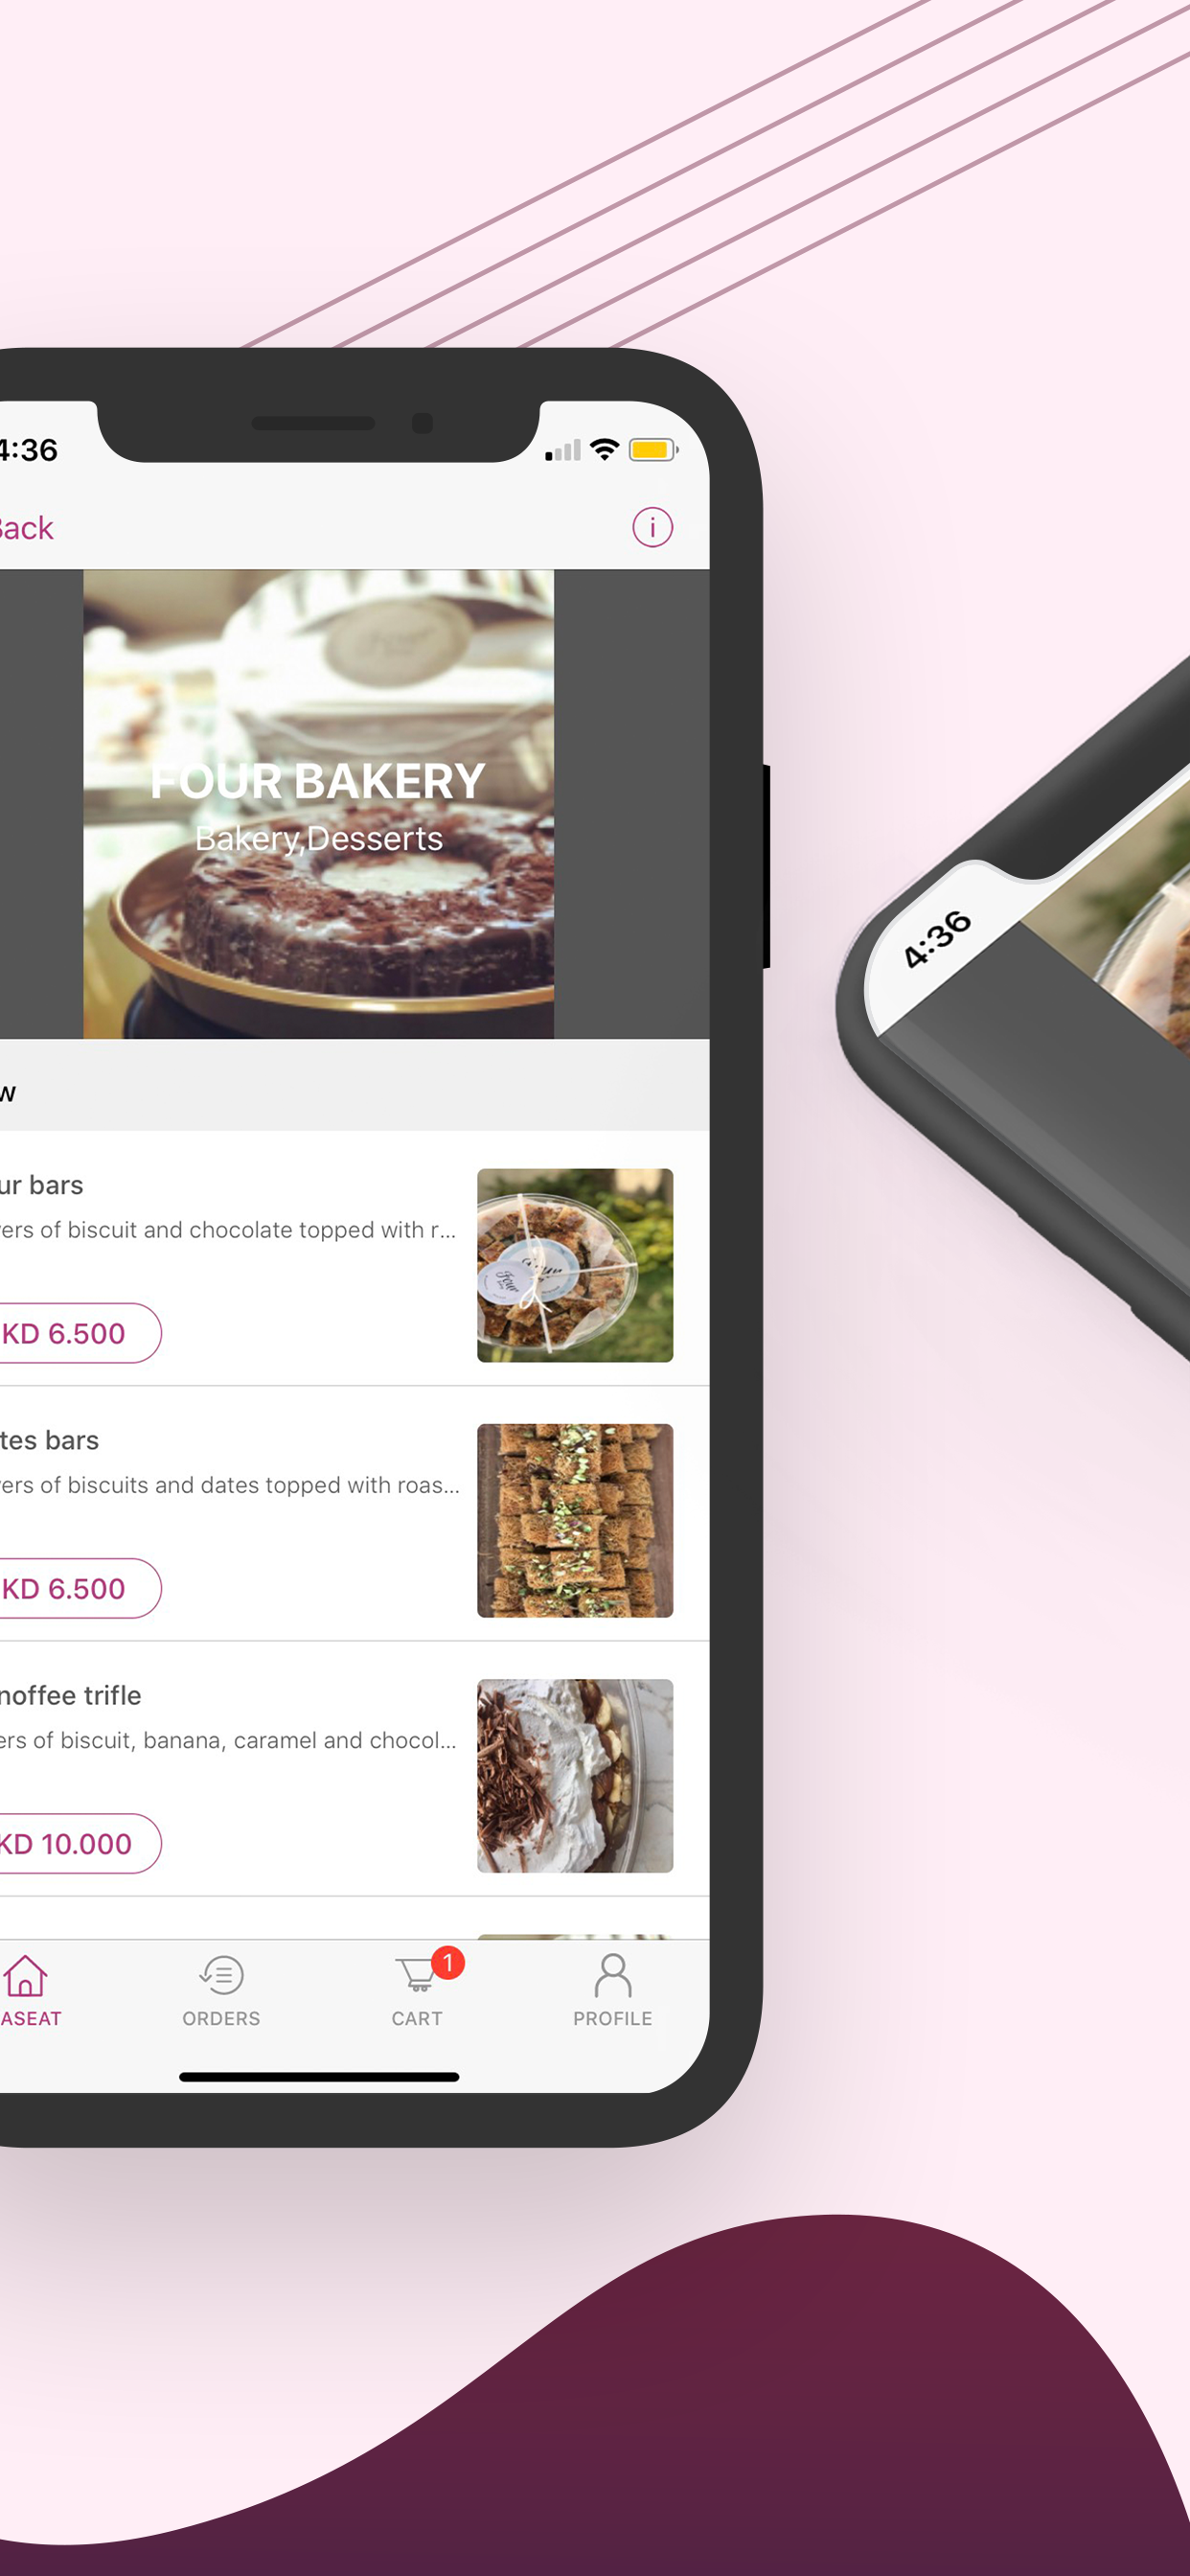 4:36
Back
FOUR BAKERY
Bakery,Desserts
w
ur bars
ers of biscuit and chocolate topped with r...
KD 6.500
tes bars
ers of biscuits and dates topped with roas...
KD 6.500
noffee trifle
ers of biscuit, banana, caramel and chocol...
KD 10.000
ASEAT
ORDERS
CART
1
PROFILE
4:36
Four